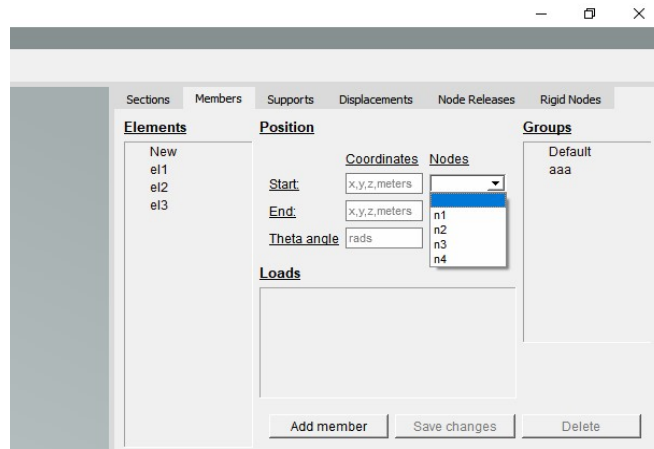 Sections Members Supports Displacements Node Releases Rigid Nodes
Elements
New
el1
el2
el3
Position
Coordinates Nodes
Start: x,y,z,meters
End: x,y,z,meters
Theta angle rads
n1
n2
n3
n4
Loads
Groups
Default
aaa
Add member Save changes Delete